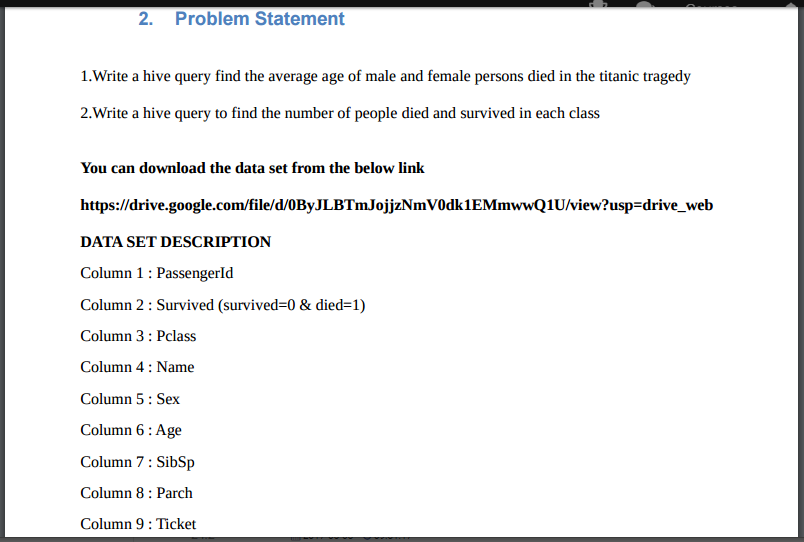 2. Problem Statement
1.Write a hive query find the average age of male and female persons died in the titanic tragedy
2.Write a hive query to find the number of people died and survived in each class
You can download the data set from the below link
https://drive.google.com/file/d/0ByJLBTmJojjzNmV0dk1EMmwwQ1U/view?usp=drive_web
DATA SET DESCRIPTION
Column 1 : PassengerId
Column 2 : Survived (survived=0 & died=1)
Column 3 : Pclass
Column 4 : Name
Column 5 : Sex
Column 6 : Age
Column 7 : SibSp
Column 8 : Parch
Column 9 : Ticket